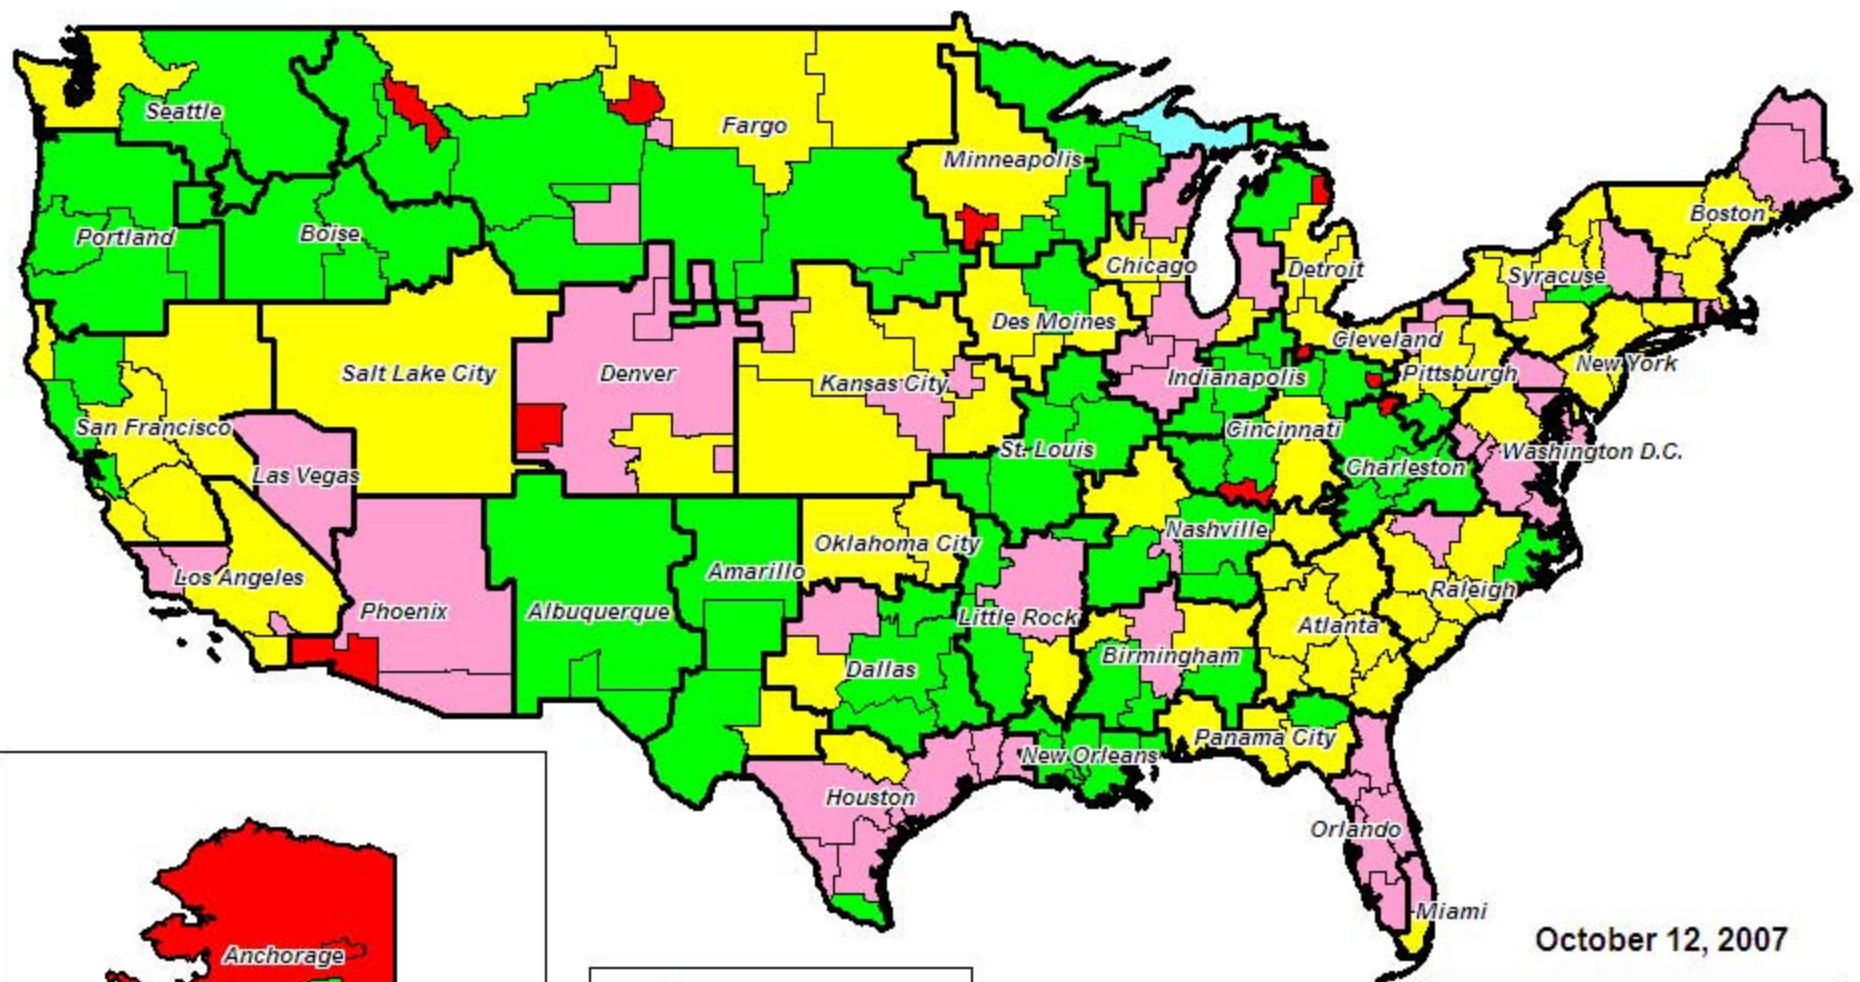 Seattle
Fargo
Minneapolis
Portland
Boise
Boston
Chicago
Detroit
Syracuse
Des Moines
Cleveland
Salt Lake City
Denver
Kansas City
Indianapolis
Pittsburgh
New York
San Francisco
Cincinnati
Las Vegas
St. Louis
Charleston
Washington D.C.
Nashville
Oklahoma City
Los Angeles
Amarillo
Phoenix
Albuquerque
Little Rock
Raleigh
Atlanta
Dallas
Birmingham
New Orleans
Panama City
Houston
Orlando
Miami
Anchorage
October 12, 2007